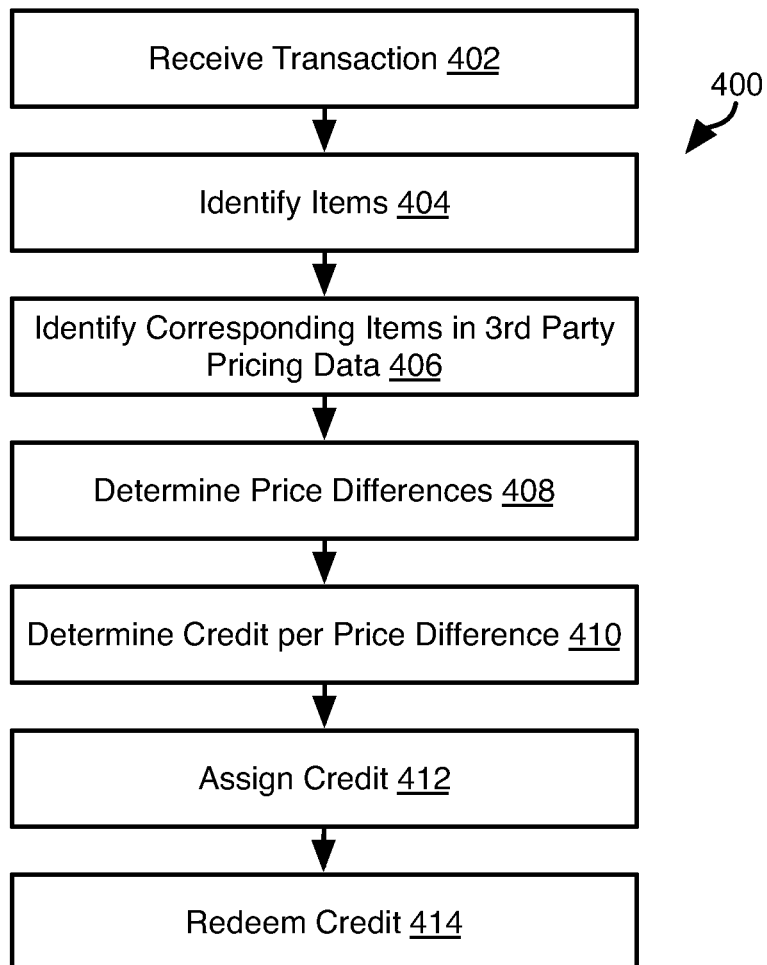 Receive Transaction 402
400
Identify Items 404
Identify Corresponding Items in 3rd Party
Pricing Data 406
Determine Price Differences 408
Determine Credit per Price Difference 410
Assign Credit 412
Redeem Credit 414